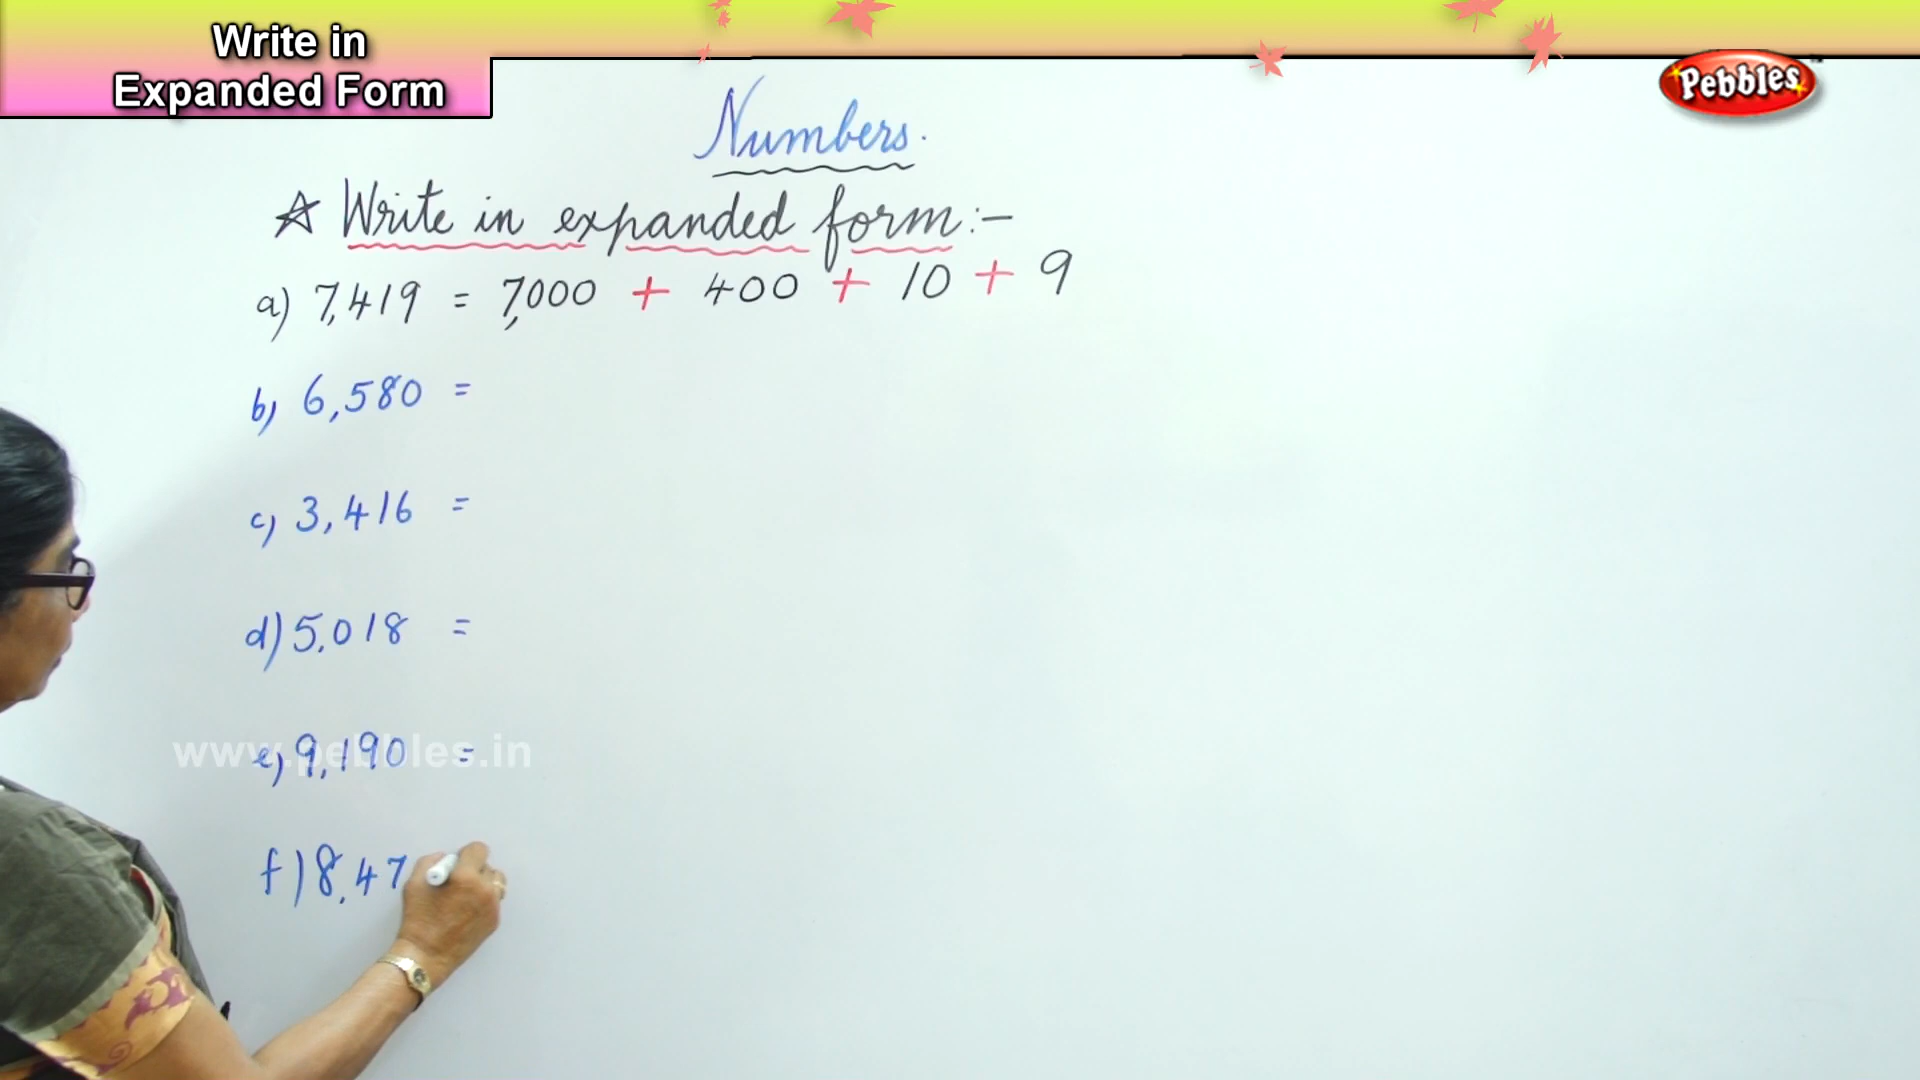 Write in
Expanded Form
Pebbles
Numbers.
☆ Write in expanded form:-
a) 7,419 = 7,000 + 400 + 10 + 9
b) 6,580 =
c) 3,416 =
d) 5,018 =
e) 9,190 =
www.pebbles.in
f) 8,47